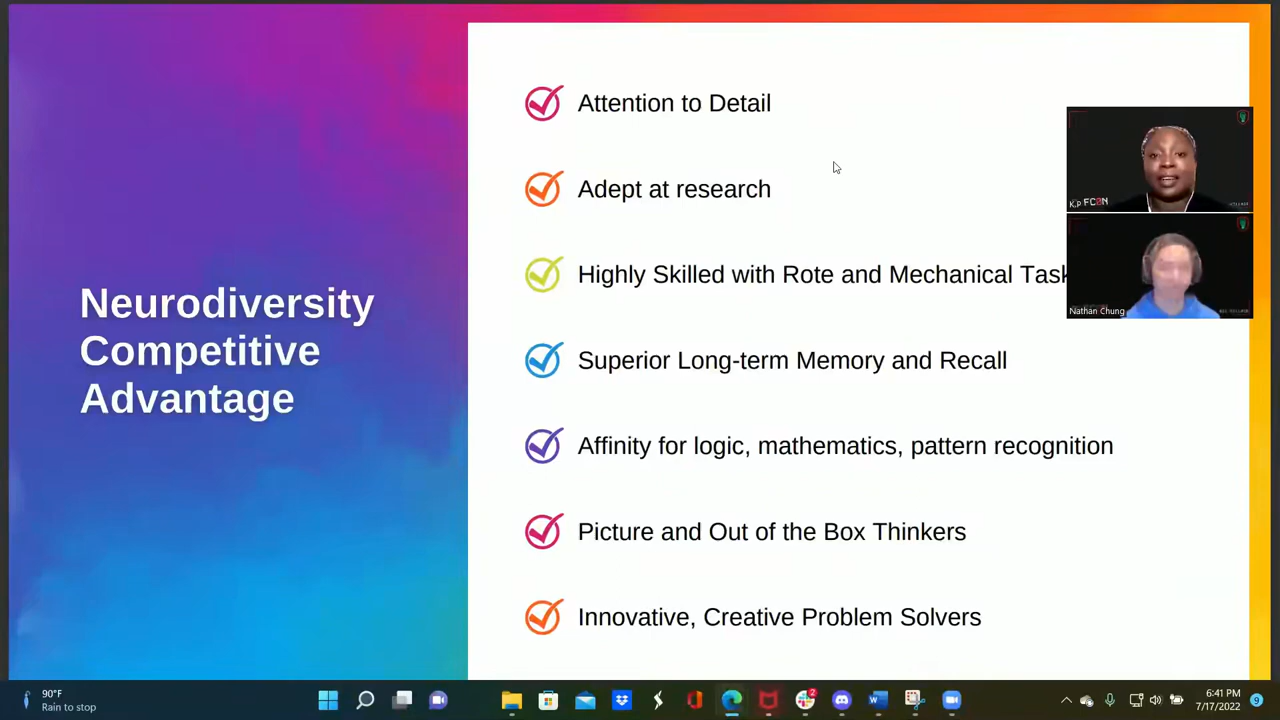 Neurodiversity
Competitive
Advantage
Attention to Detail
Adept at research
Highly Skilled with Rote and Mechanical Task
Superior Long-term Memory and Recall
Affinity for logic, mathematics, pattern recognition
Picture and Out of the Box Thinkers
Innovative, Creative Problem Solvers
K.P
Nathan Chung
90°F
Rain to stop
2
6:41 PM
7/17/2022
9